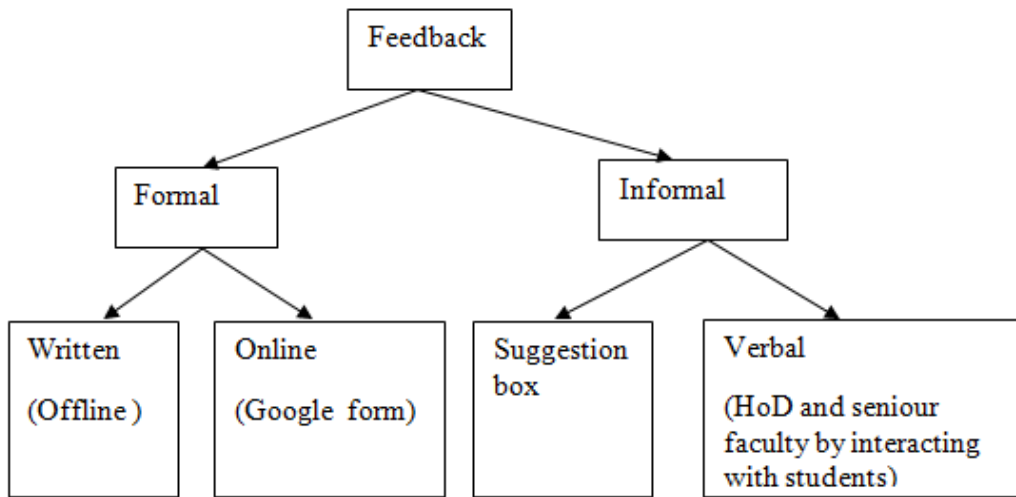 Feedback
Formal
Informal
Written
(Offline )
Online
(Google form)
Suggestion
box
Verbal
(HoD and seniour
faculty by interacting
with students)